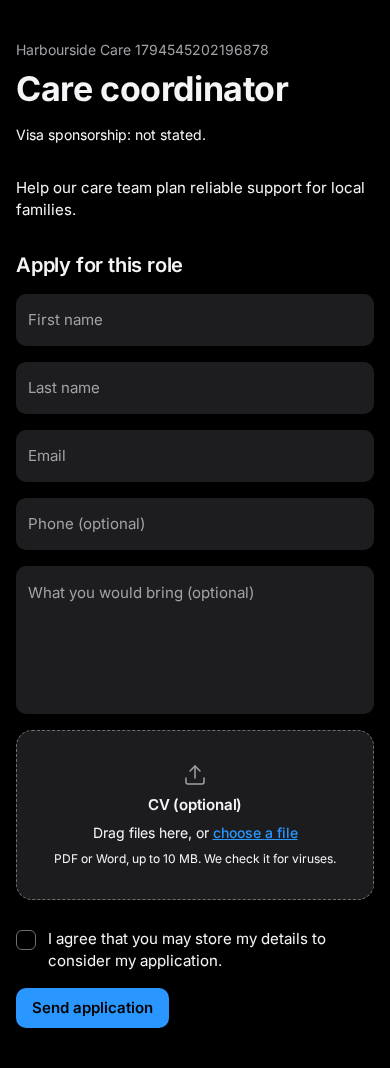 Harbourside Care 1794545202196878
Care coordinator
Visa sponsorship: not stated.
Help our care team plan reliable support for local
families.
Apply for this role
First name
Last name
Email
Phone (optional)
What you would bring (optional)
CV (optional)
Drag files here, or choose a file
PDF or Word, up to 10 MB. We check it for viruses.
I agree that you may store my details to
consider my application.
Send application